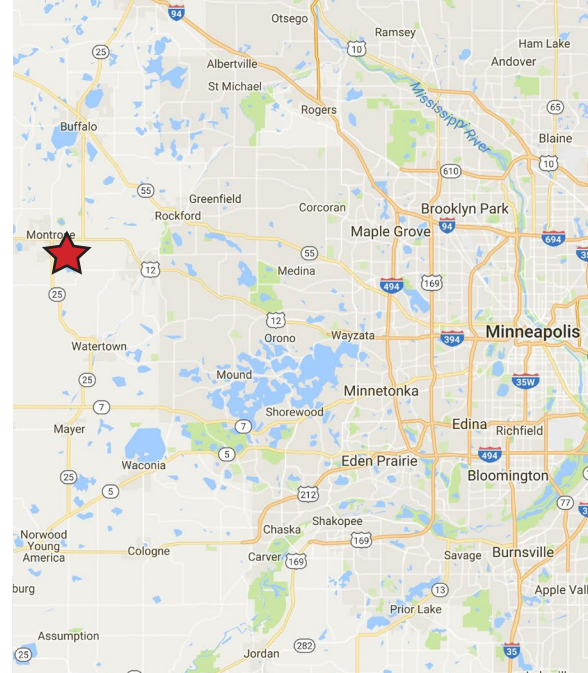 94
Otsego
Ramsey
10
Ham Lake
25
Albertville
Andover
St Michael
Rogers
Mississippi River
65
Buffalo
Blaine
10
610
55
Greenfield
Rockford
Corcoran
Brooklyn Park
94
Maple Grove
Montrose
694
35
55
12
Medina
494
169
25
12
Orono
Wayzata
394
Minneapolis
Watertown
Mound
25
35W
Minnetonka
7
Shorewood
7
Mayer
Edina
Richfield
5
494
Waconia
Eden Prairie
25
Bloomington
5
212
77
3
Shakopee
Chaska
Norwood
Young
America
169
Cologne
Carver
169
Savage
Burnsville
burg
13
Apple Val
Prior Lake
Assumption
282
25
Jordan
35